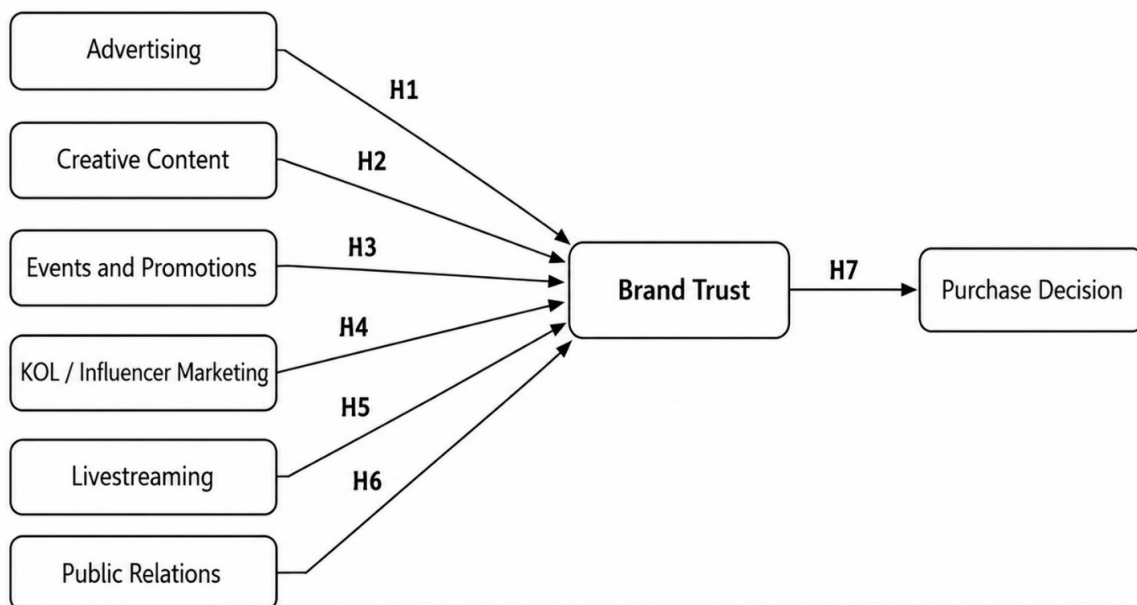 Advertising
H1
Creative Content
H2
Events and Promotions
H3
KOL / Influencer Marketing
H4
Livestreaming
H5
Public Relations
H6
Brand Trust
H7
Purchase Decision